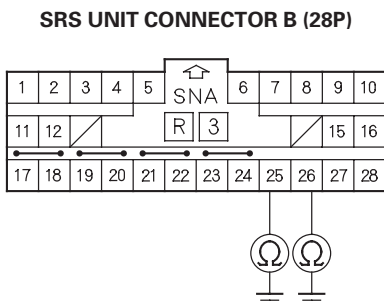 SRS UNIT CONNECTOR B (28P)
1 2 3 4 5 6 7 8 9 10
SNA
R 3
11 12 15 16
17 18 19 20 21 22 23 24 25 26 27 28
Ω Ω